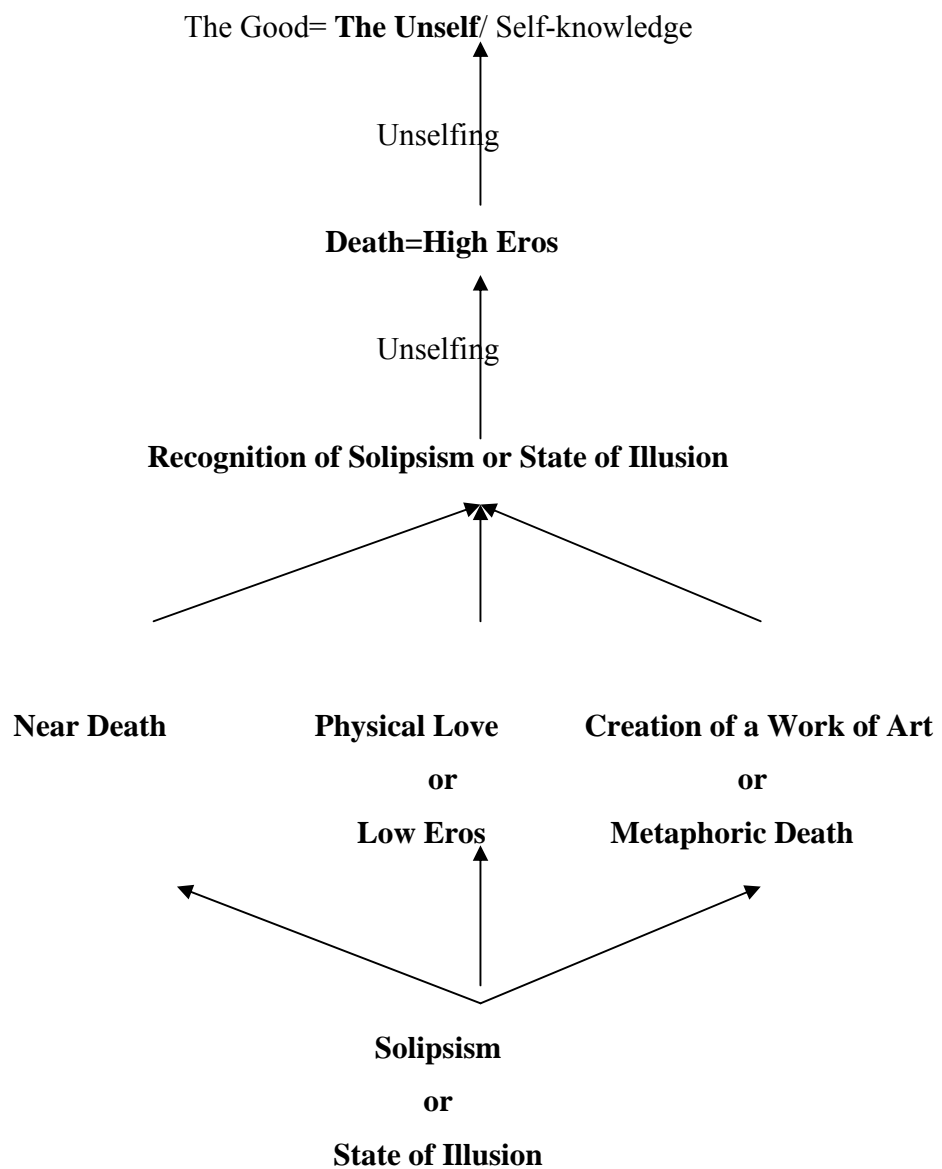 The Good= The Unself/ Self-knowledge
Unselfing
Death=High Eros
Unselfing
Recognition of Solipsism or State of Illusion
Near Death Physical Love Creation of a Work of Art
or or
Low Eros Metaphoric Death
Solipsism
or
State of Illusion